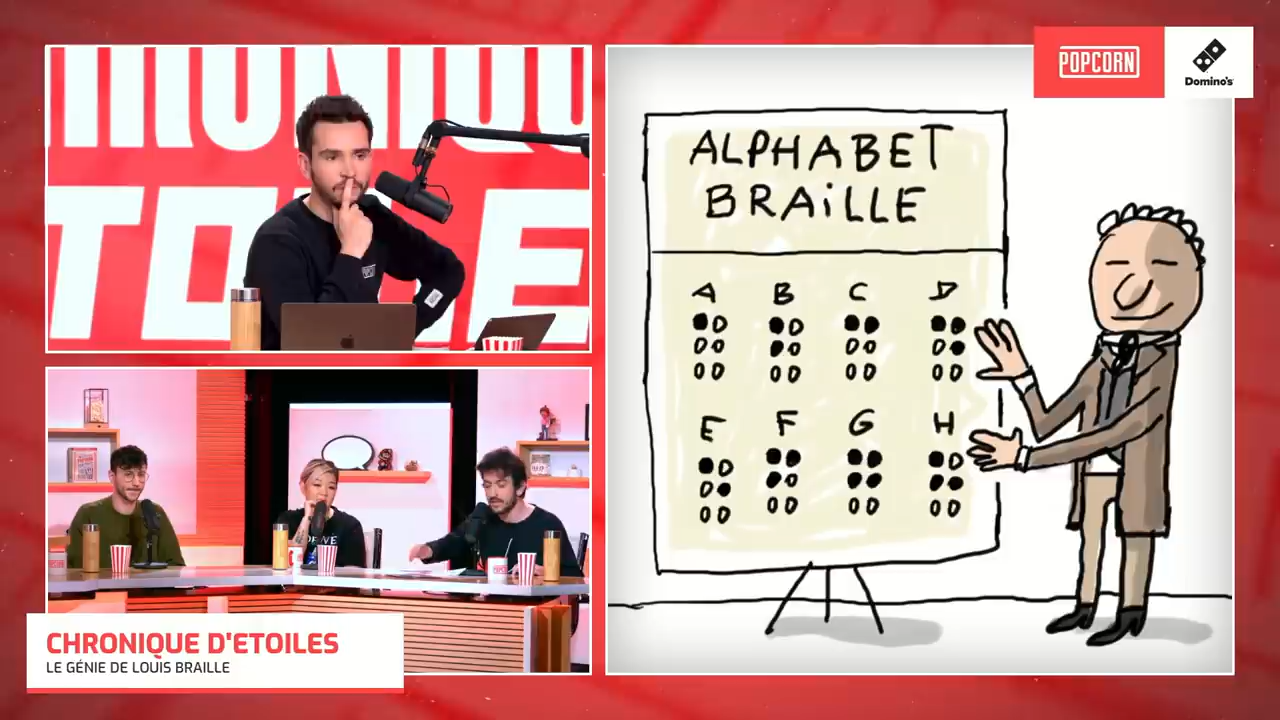 POPCORN
Domino's
ALPHABET
BRAiLLE
A B C D
E F G H
CHRONIQUE D'ETOILES
LE GÉNIE DE LOUIS BRAILLE